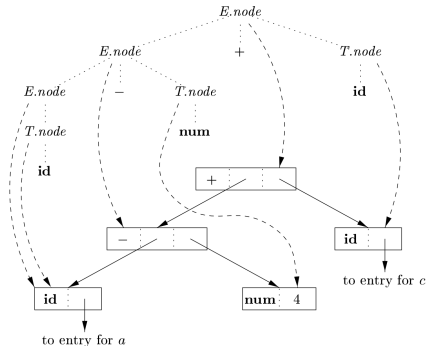 E.node
E.node + T.node
E.node − T.node id
T.node num
id
+
− id
to entry for c
id num 4
to entry for a